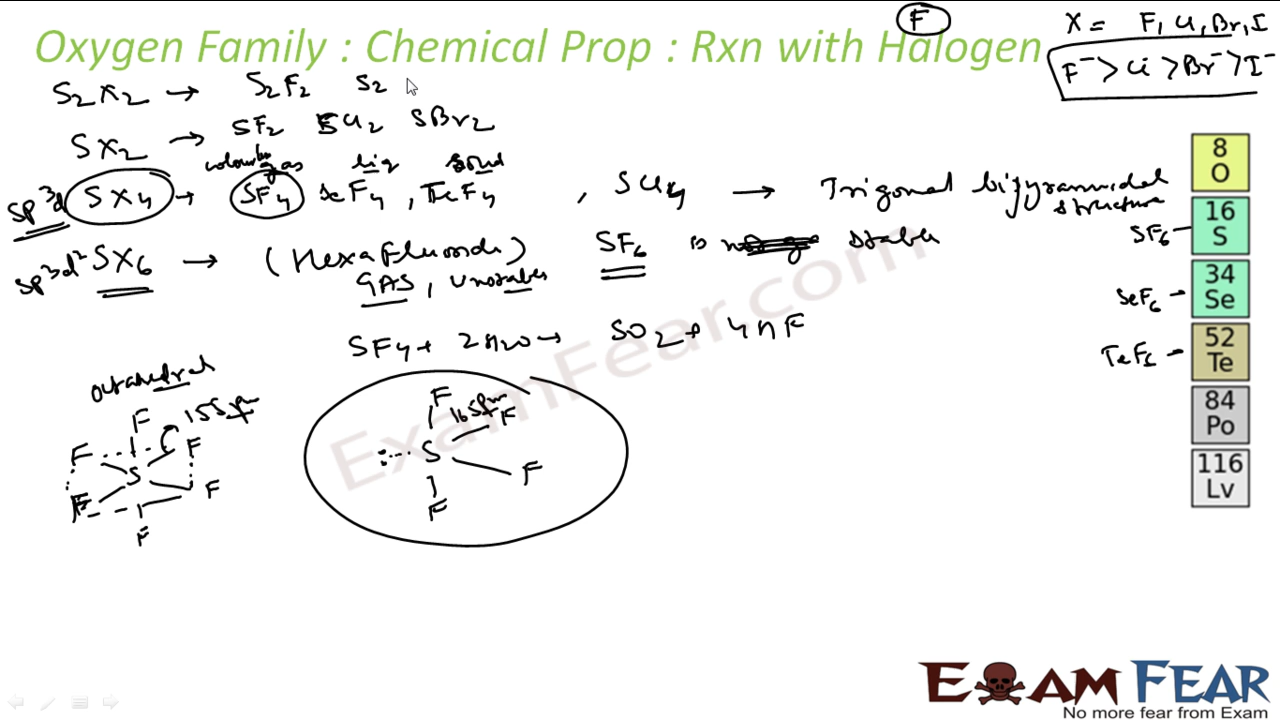 Oxygen Family : Chemical Prop : Rxn with Halogen
F
X = F, Cl, Br, I
F⁻ > Cl > Br⁻ > I⁻
S2X2 → S2F2 S2
SX2 → SF2 SCl2 SBr2
colourless gas liq solid
sp³d SX4 → SF4 SeF4 , TeF4 , SCl4 → Trigonal bipyramidal structure
sp³d² SX6 → (Hexafluoride) SF6 is stable
GAS,
SF4 + 2H2O → SO2 + 4HF
octahedral
F 155pm
F F
S
F F
F
F 165pm
F
S
F
F
8
O
SF6 16
S
SeF6 34
Se
TeF6 52
Te
84
Po
116
Lv
ExamFear.com
EXAM FEAR
No more fear from Exam